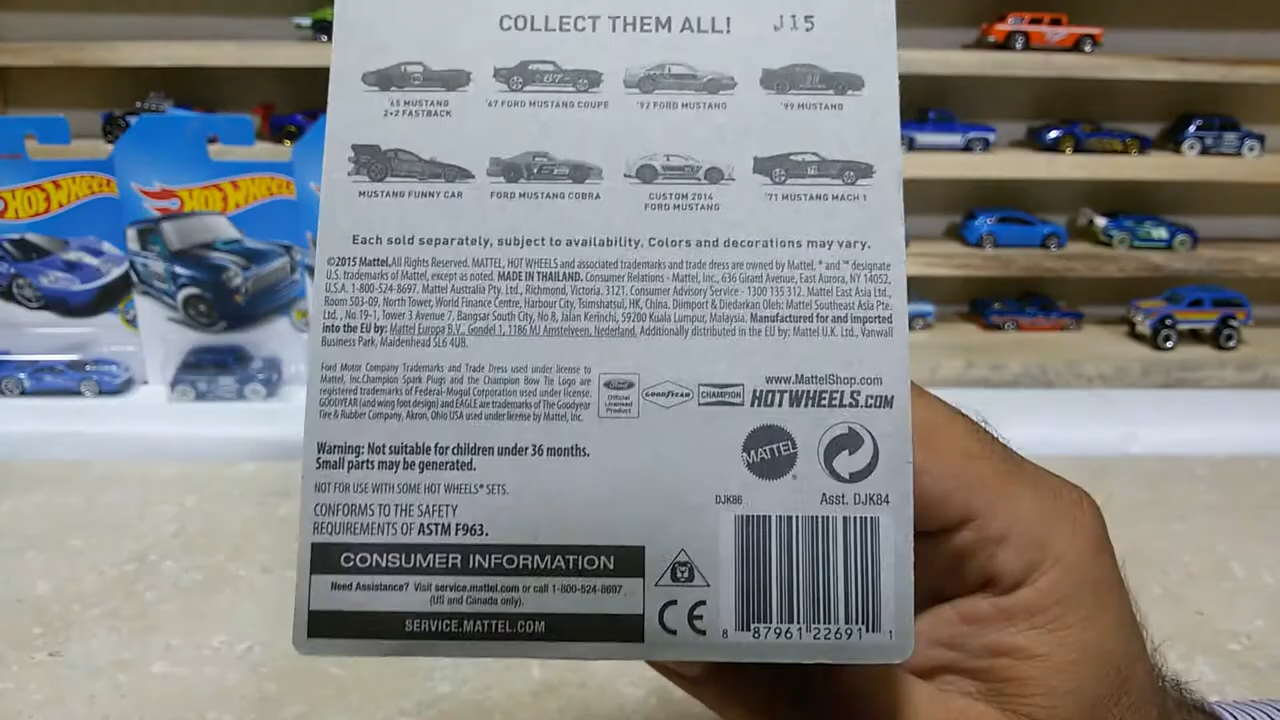 COLLECT THEM ALL! J15
'65 MUSTANG
2+2 FASTBACK
'67 FORD MUSTANG COUPE
'92 FORD MUSTANG
'99 MUSTANG
MUSTANG FUNNY CAR
FORD MUSTANG COBRA
CUSTOM 2014
FORD MUSTANG
'71 MUSTANG MACH 1
Each sold separately, subject to availability. Colors and decorations may vary.
©2015 Mattel. All Rights Reserved. MATTEL, HOT WHEELS and associated trademarks and trade dress are owned by Mattel. ® and ™ designate
U.S. trademarks of Mattel, except as noted. MADE IN THAILAND. Consumer Relations - Mattel, Inc., 636 Girard Avenue, East Aurora, NY 14052,
U.S.A. 1-800-524-8697. Mattel Australia Pty. Ltd., Richmond, Victoria. 3121. Consumer Advisory Service - 1300 135 312. Mattel East Asia Ltd.,
Room 503-09, North Tower, World Finance Centre, Harbour City, Tsimshatsui, HK, China. Diimport & Diedarkan Oleh: Mattel Southeast Asia Pte.
Ltd., No.19-1, Tower 3 Avenue 7, Bangsar South City, No 8, Jalan Kerinchi, 59200 Kuala Lumpur, Malaysia. Manufactured for and imported
into the EU by: Mattel Europa B.V., Gondel 1, 1186 MJ Amstelveen, Nederland. Additionally distributed in the EU by: Mattel U.K. Ltd., Vanwall
Business Park, Maidenhead SL6 4UB.
Ford Motor Company Trademarks and Trade Dress used under license to
Mattel, Inc. Champion Spark Plugs and the Champion Bow Tie Logo are
registered trademarks of Federal-Mogul Corporation used under license.
GOODYEAR (and wing foot design) and EAGLE are trademarks of The Goodyear
Tire & Rubber Company, Akron, Ohio USA used under license by Mattel, Inc.
Ford
Official
Licensed
Product
GOODYEAR
CHAMPION
www.MattelShop.com
HOTWHEELS.COM
Warning: Not suitable for children under 36 months.
Small parts may be generated.
MATTEL
NOT FOR USE WITH SOME HOT WHEELS® SETS.
DJK86
Asst. DJK84
CONFORMS TO THE SAFETY
REQUIREMENTS OF ASTM F963.
CONSUMER INFORMATION
Need Assistance? Visit service.mattel.com or call 1-800-524-8697
(US and Canada only).
SERVICE.MATTEL.COM
CE
8 87961 22691 1
HOT WHEELS
HOT WHEELS